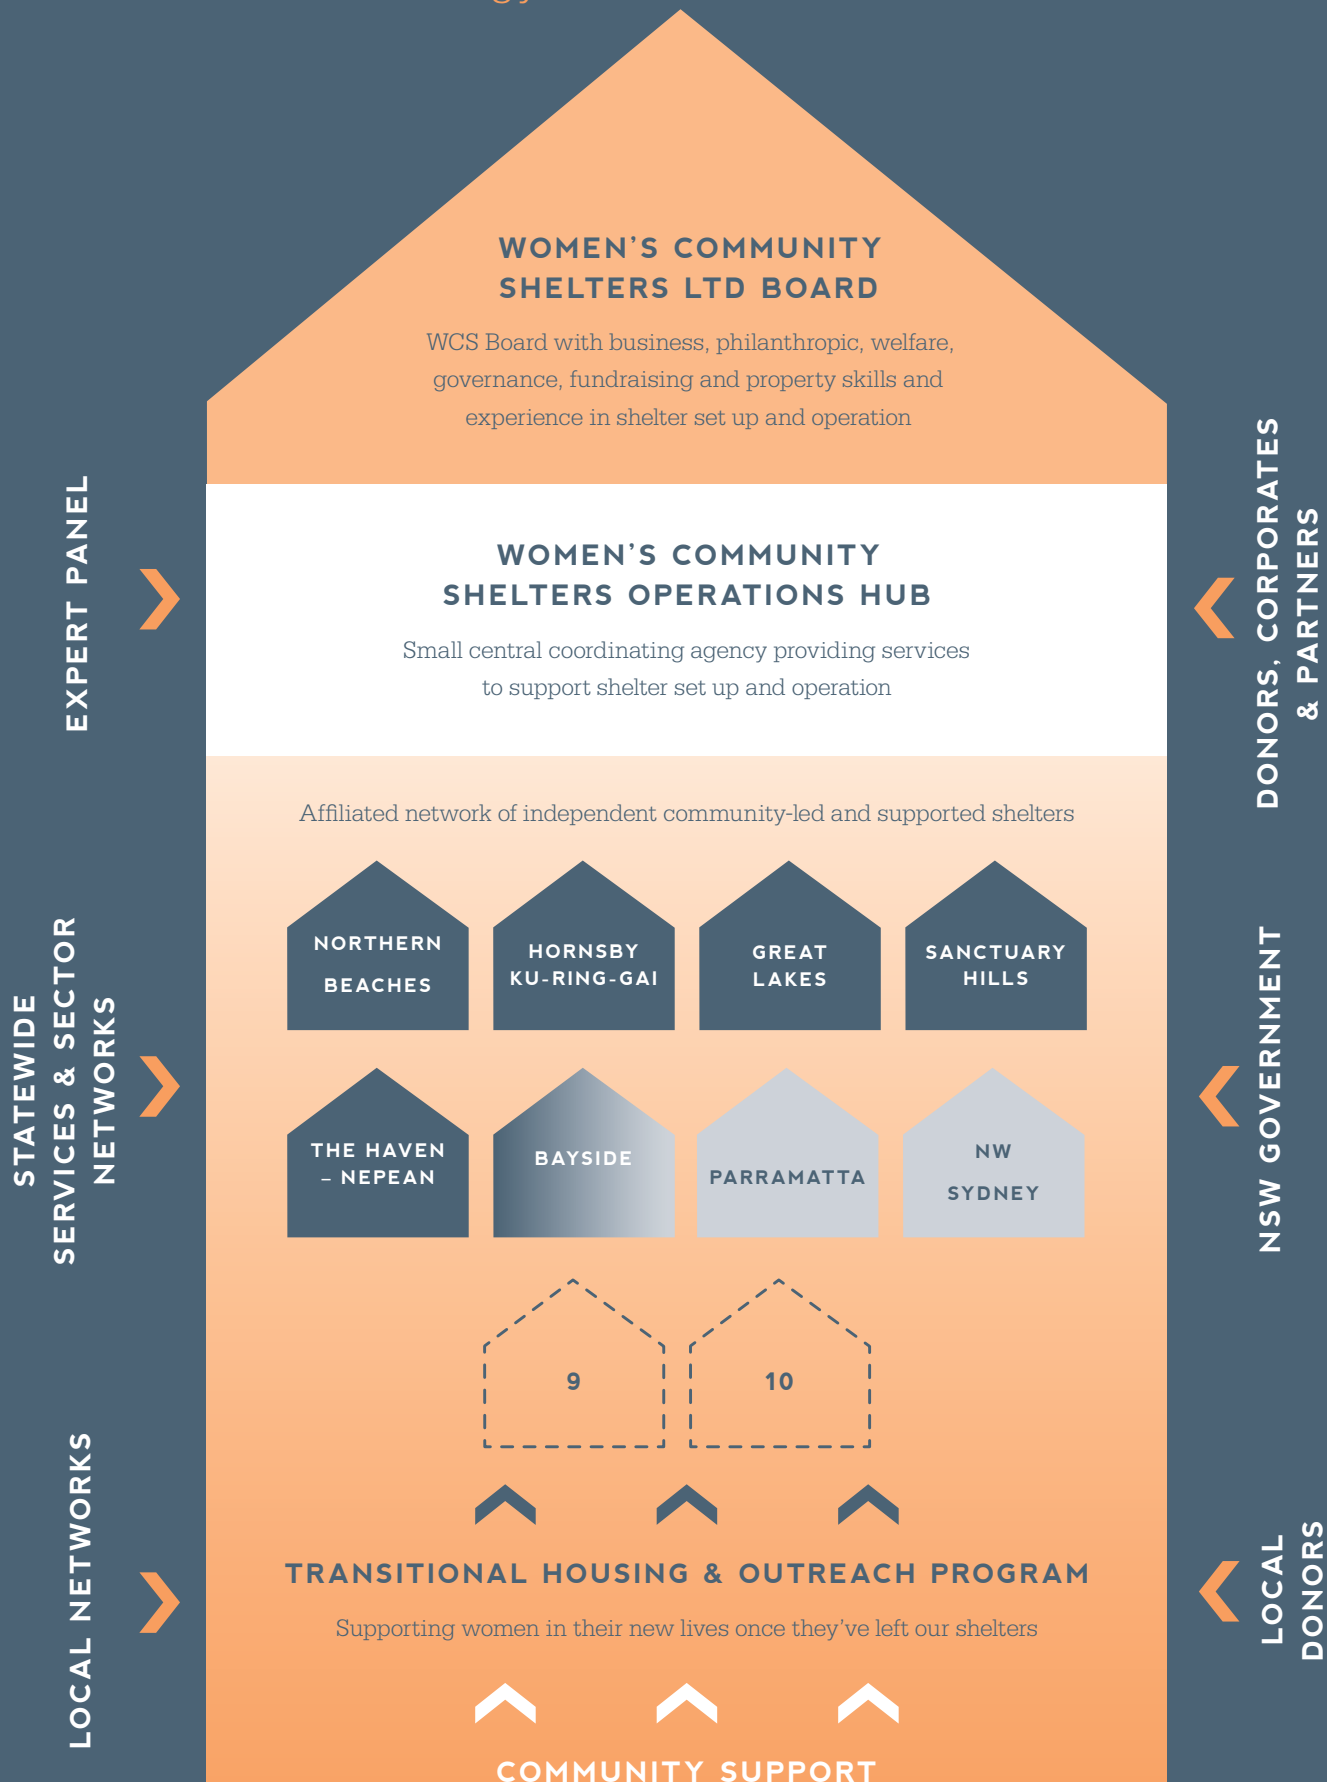 WOMEN'S COMMUNITY
SHELTERS LTD BOARD
WCS Board with business, philanthropic, welfare,
governance, fundraising and property skills and
experience in shelter set up and operation
WOMEN'S COMMUNITY
SHELTERS OPERATIONS HUB
Small central coordinating agency providing services
to support shelter set up and operation
Affiliated network of independent community-led and supported shelters
NORTHERN
BEACHES
HORNSBY
KU-RING-GAI
GREAT
LAKES
SANCTUARY
HILLS
THE HAVEN
– NEPEAN
BAYSIDE
PARRAMATTA
NW
SYDNEY
9
10
TRANSITIONAL HOUSING & OUTREACH PROGRAM
Supporting women in their new lives once they've left our shelters
COMMUNITY SUPPORT
EXPERT PANEL
STATEWIDE
SERVICES & SECTOR
NETWORKS
LOCAL NETWORKS
DONORS, CORPORATES
& PARTNERS
NSW GOVERNMENT
LOCAL
DONORS